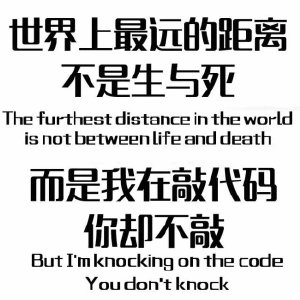 世界上最远的距离
不是生与死
The furthest distance in the world
is not between life and death
而是我在敲代码
你却不敲
But I'm knocking on the code
You don't knock